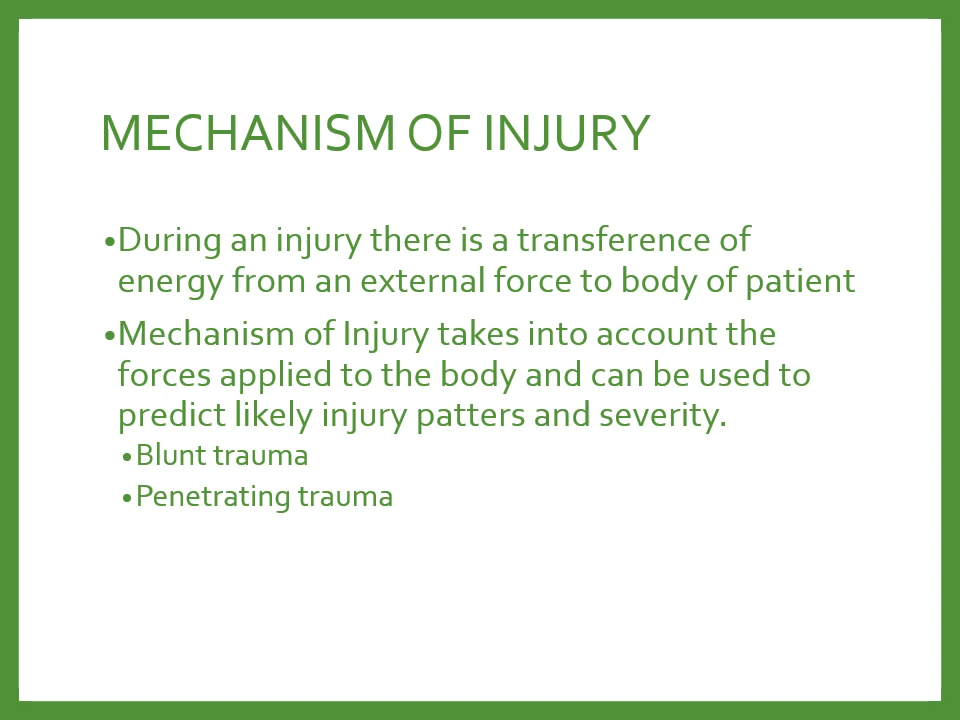 MECHANISM OF INJURY
•During an injury there is a transference of
energy from an external force to body of patient
•Mechanism of Injury takes into account the
forces applied to the body and can be used to
predict likely injury patters and severity.
•Blunt trauma
•Penetrating trauma